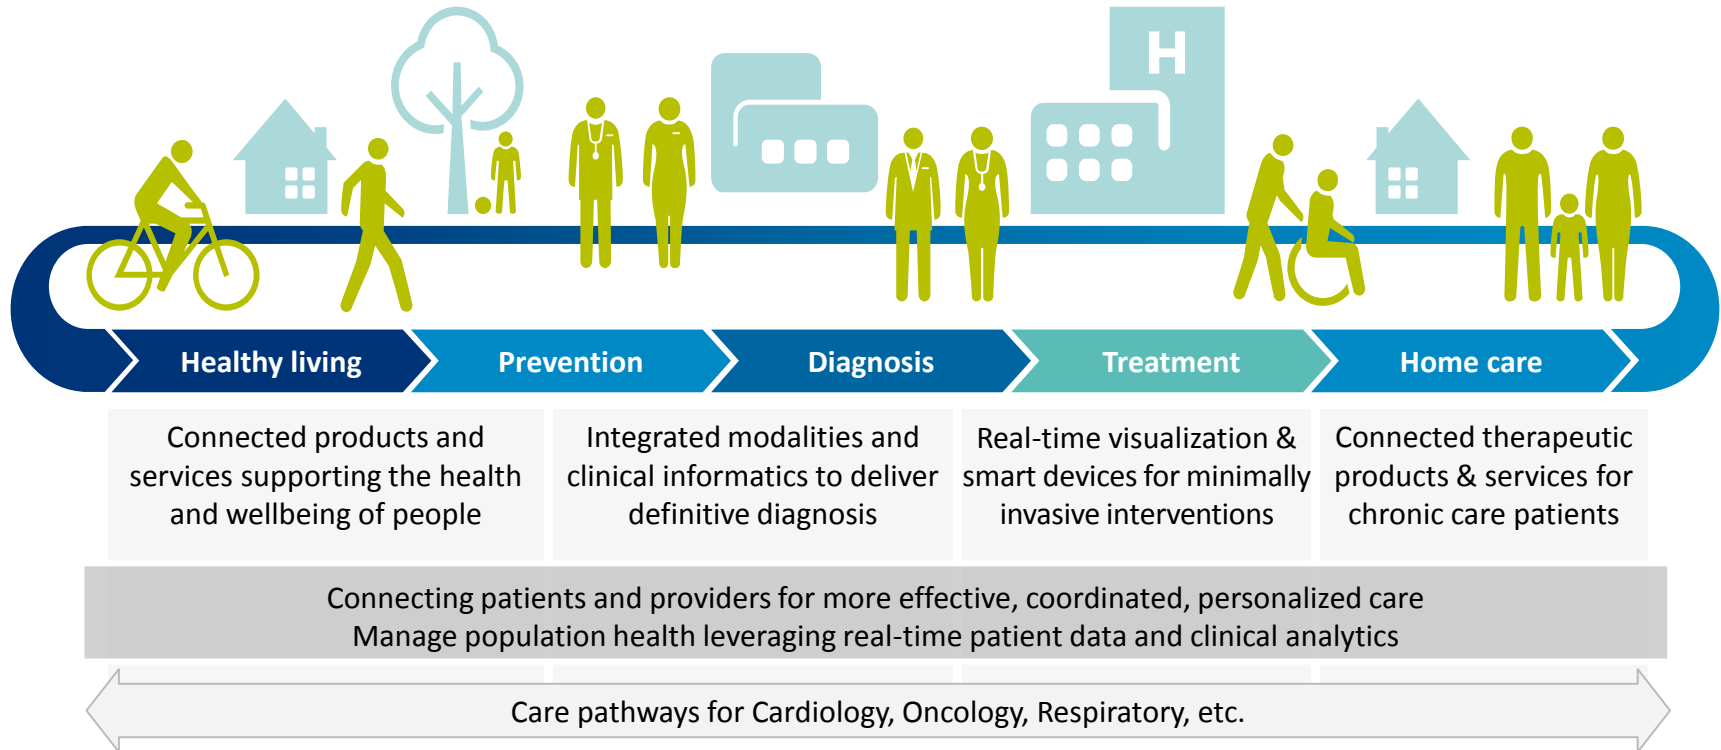 H
Healthy living
Prevention
Diagnosis
Treatment
Home care
Connected products and
services supporting the health
and wellbeing of people
Integrated modalities and
clinical informatics to deliver
definitive diagnosis
Real-time visualization &
smart devices for minimally
invasive interventions
Connected therapeutic
products & services for
chronic care patients
Connecting patients and providers for more effective, coordinated, personalized care
Manage population health leveraging real-time patient data and clinical analytics
Care pathways for Cardiology, Oncology, Respiratory, etc.